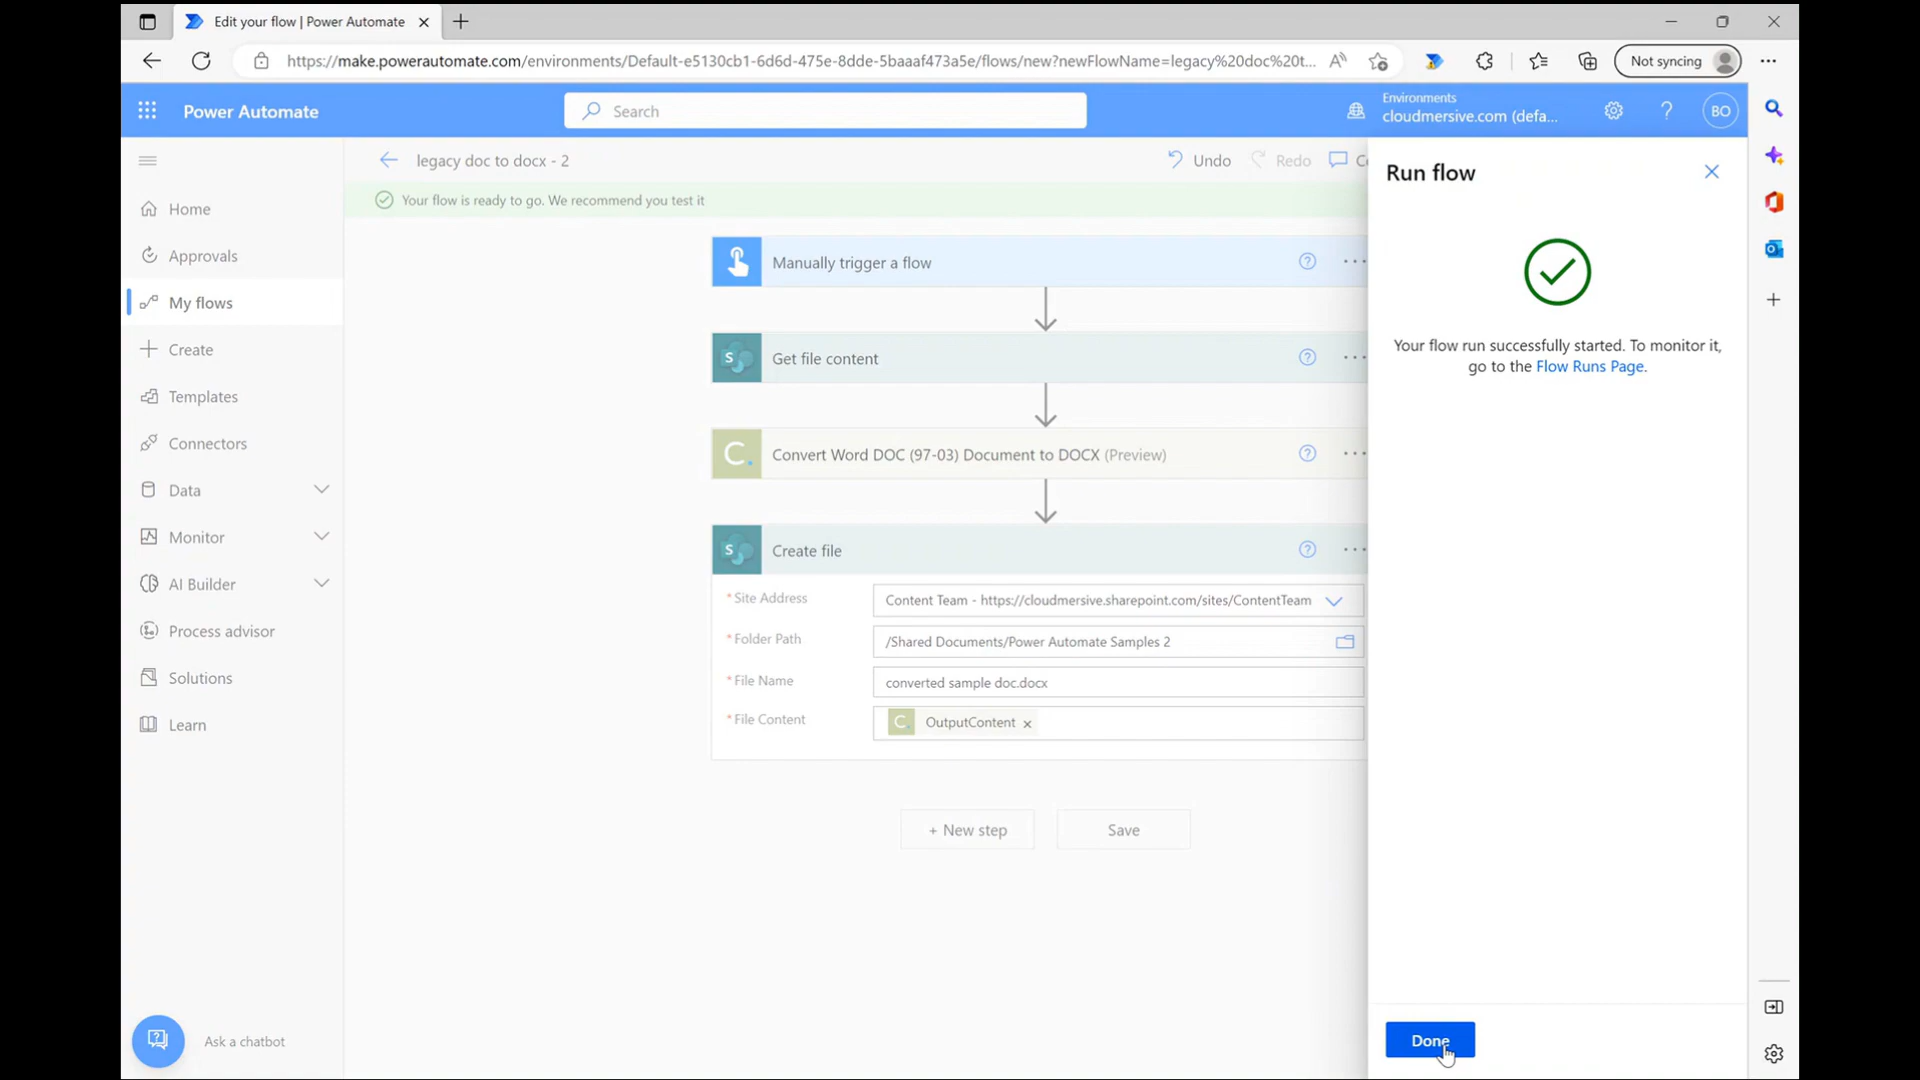 Edit your flow | Power Automate
https://make.powerautomate.com/environments/Default-e5130cb1-6d6d-475e-8dde-5baaaf473a5e/flows/new?newFlowName=legacy%20doc%20t...
Not syncing
Power Automate
Search
Environments
cloudmersive.com (defa...
?
BO
legacy doc to docx - 2
Undo
Redo
Your flow is ready to go. We recommend you test it
Home
Approvals
My flows
Create
Templates
Connectors
Data
Monitor
AI Builder
Process advisor
Solutions
Learn
Ask a chatbot
Manually trigger a flow
S
Get file content
C.
Convert Word DOC (97-03) Document to DOCX (Preview)
S
Create file
* Site Address
Content Team - https://cloudmersive.sharepoint.com/sites/ContentTeam
* Folder Path
/Shared Documents/Power Automate Samples 2
* File Name
converted sample doc.docx
* File Content
C OutputContent ×
+ New step
Save
Run flow
Your flow run successfully started. To monitor it,
go to the Flow Runs Page.
Done